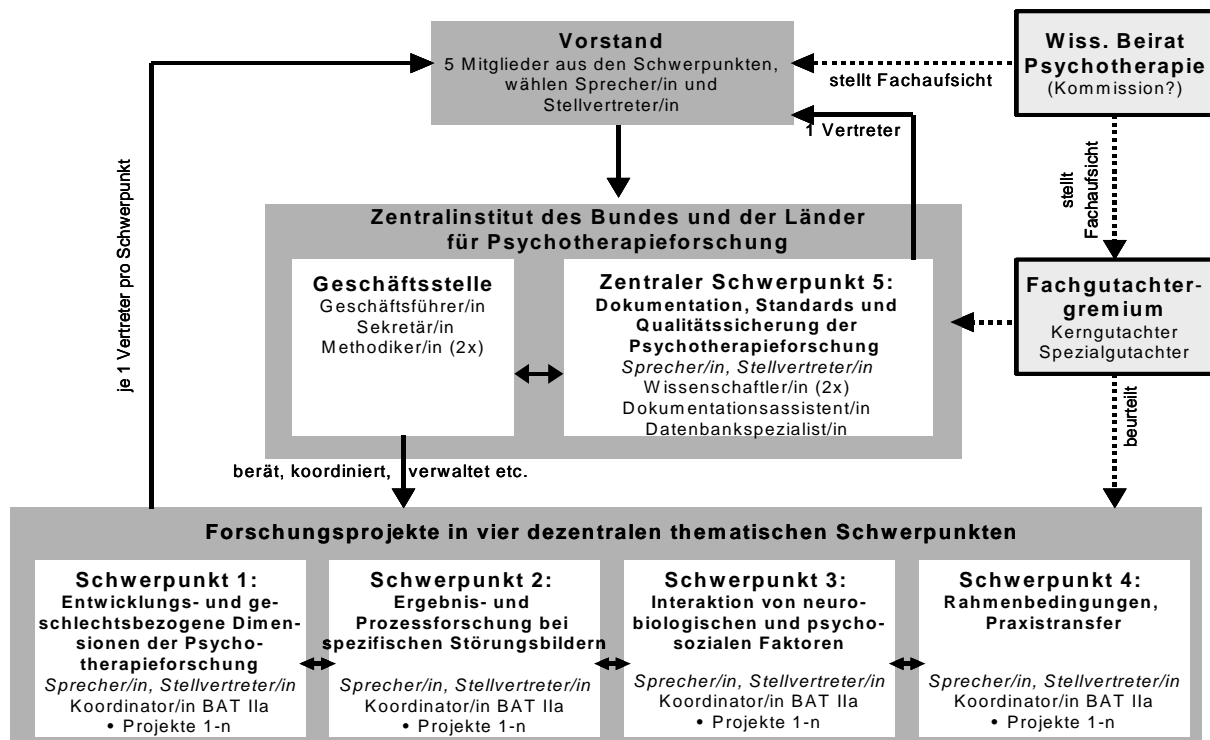 Vorstand
5 Mitglieder aus den Schwerpunkten,
wählen Sprecher/in und
Stellvertreter/in
Wiss. Beirat
Psychotherapie
(Kommission?)
stellt Fachaufsicht
1 Vertreter
je 1 Vertreter pro Schwerpunkt
stellt
Fachaufsicht
Zentralinstitut des Bundes und der Länder
für Psychotherapieforschung
Geschäftsstelle
Geschäftsführer/in
Sekretär/in
Methodiker/in (2x)
Zentraler Schwerpunkt 5:
Dokumentation, Standards und
Qualitätssicherung der
Psychotherapieforschung
Sprecher/in, Stellvertreter/in
Wissenschaftler/in (2x)
Dokumentationsassistent/in
Datenbankspezialist/in
Fachgutachter-
gremium
Kerngutachter
Spezialgutachter
beurteilt
berät, koordiniert, verwaltet etc.
Forschungsprojekte in vier dezentralen thematischen Schwerpunkten
Schwerpunkt 1:
Entwicklungs- und ge-
schlechtsbezogene Dimen-
sionen der Psycho-
therapieforschung
Sprecher/in, Stellvertreter/in
Koordinator/in BAT IIa
• Projekte 1-n
Schwerpunkt 2:
Ergebnis- und
Prozessforschung bei
spezifischen Störungsbildern
Sprecher/in, Stellvertreter/in
Koordinator/in BAT IIa
• Projekte 1-n
Schwerpunkt 3:
Interaktion von neuro-
biologischen und psycho-
sozialen Faktoren
Sprecher/in, Stellvertreter/in
Koordinator/in BAT IIa
• Projekte 1-n
Schwerpunkt 4:
Rahmenbedingungen,
Praxistransfer
Sprecher/in, Stellvertreter/in
Koordinator/in BAT IIa
• Projekte 1-n